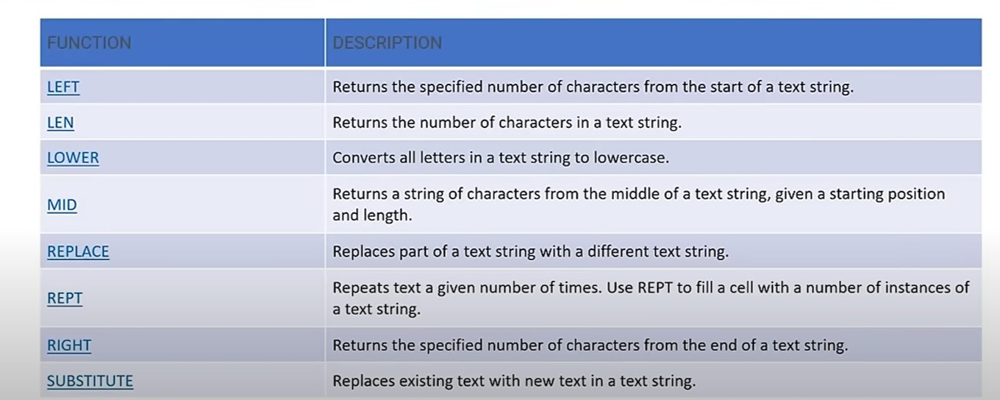 FUNCTION DESCRIPTION
LEFT Returns the specified number of characters from the start of a text string.
LEN Returns the number of characters in a text string.
LOWER Converts all letters in a text string to lowercase.
MID Returns a string of characters from the middle of a text string, given a starting position
and length.
REPLACE Replaces part of a text string with a different text string.
REPT Repeats text a given number of times. Use REPT to fill a cell with a number of instances of
a text string.
RIGHT Returns the specified number of characters from the end of a text string.
SUBSTITUTE Replaces existing text with new text in a text string.